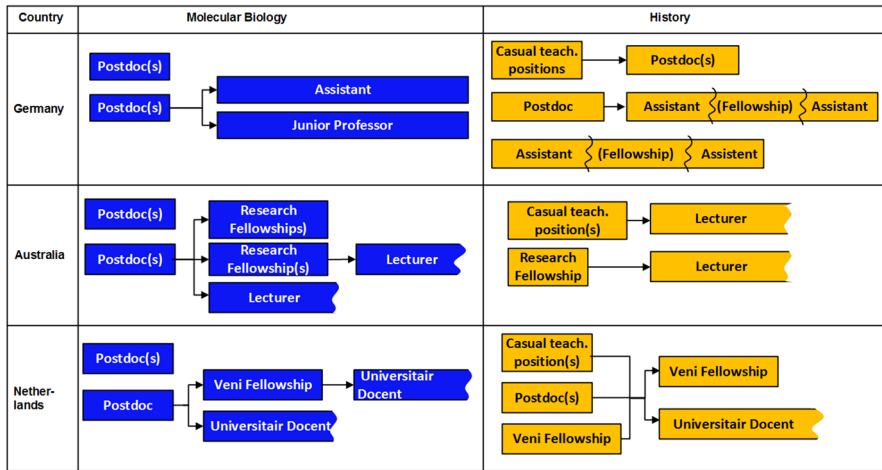 Country
Molecular Biology
History
Germany
Postdoc(s)
Postdoc(s)
Assistant
Junior Professor
Casual teach.
positions
Postdoc(s)
Postdoc
Assistant
(Fellowship)
Assistant
Assistant
(Fellowship)
Assistent
Australia
Postdoc(s)
Postdoc(s)
Research
Fellowships)
Research
Fellowship(s)
Lecturer
Lecturer
Casual teach.
position(s)
Lecturer
Research
Fellowship
Lecturer
Nether-
lands
Postdoc(s)
Postdoc
Veni Fellowship
Universitair
Docent
Universitair Docent
Casual teach.
position(s)
Postdoc(s)
Veni Fellowship
Veni Fellowship
Universitair Docent